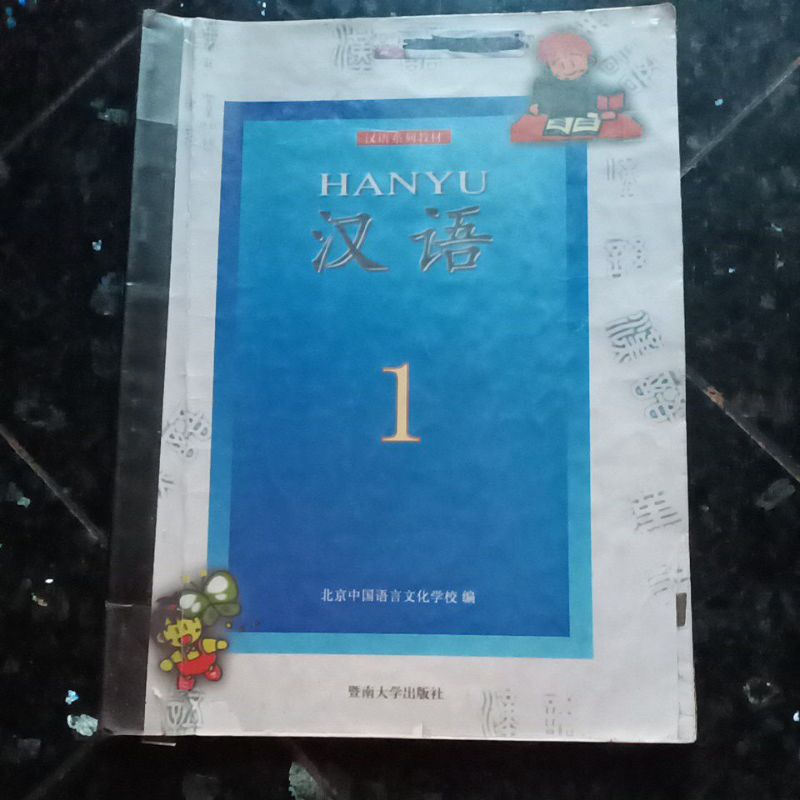 汉语系列教材
HANYU
汉语
1
北京中国语言文化学校 编
暨南大学出版社